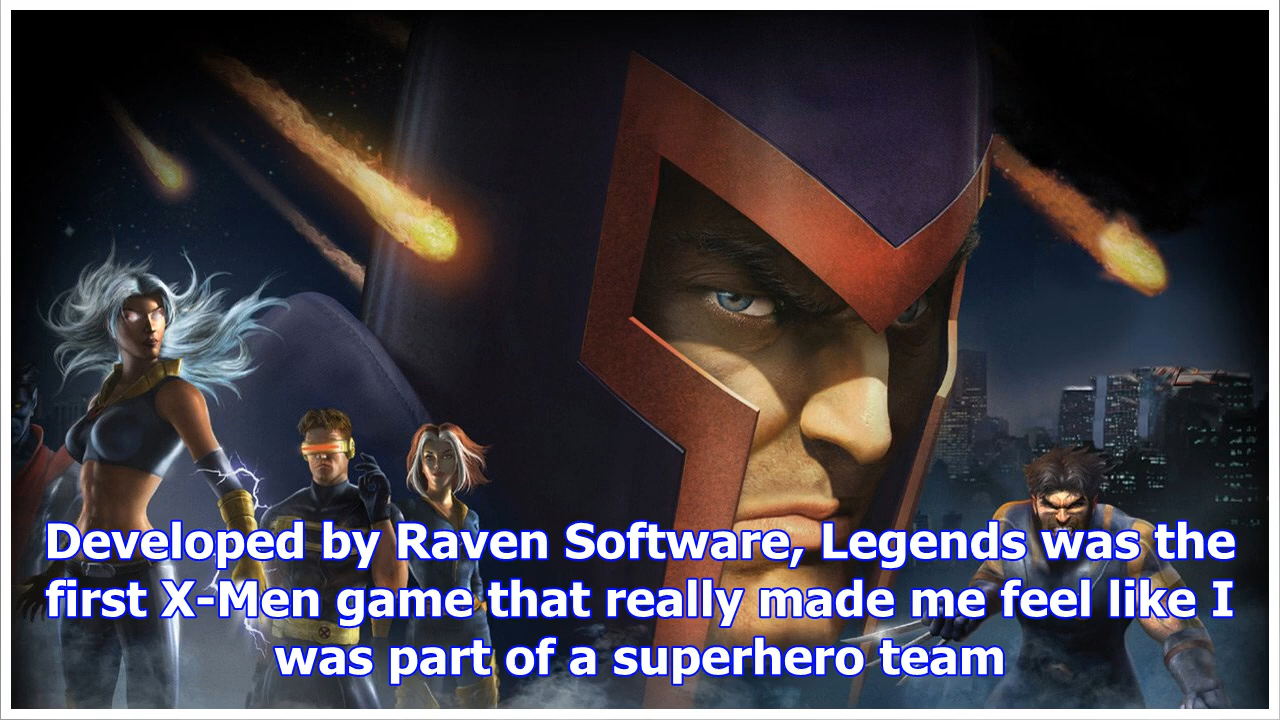 Developed by Raven Software, Legends was the
first X-Men game that really made me feel like I
was part of a superhero team